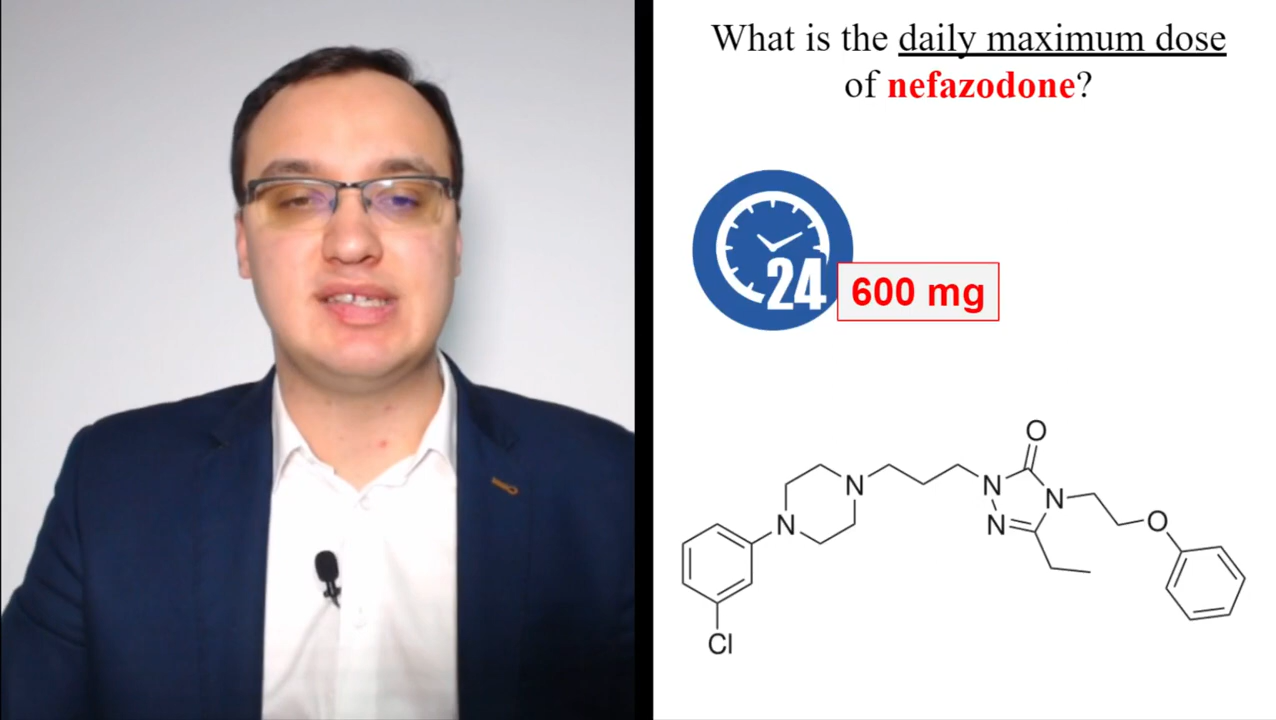 What is the daily maximum dose
of nefazodone?
24
600 mg
O
N
N
N
N
N
O
Cl